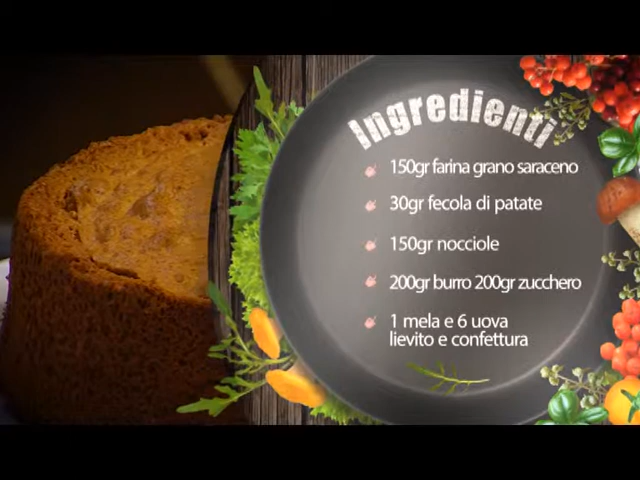 Ingredienti
150gr farina grano saraceno
30gr fecola di patate
150gr nocciole
200gr burro 200gr zucchero
1 mela e 6 uova
lievito e confettura